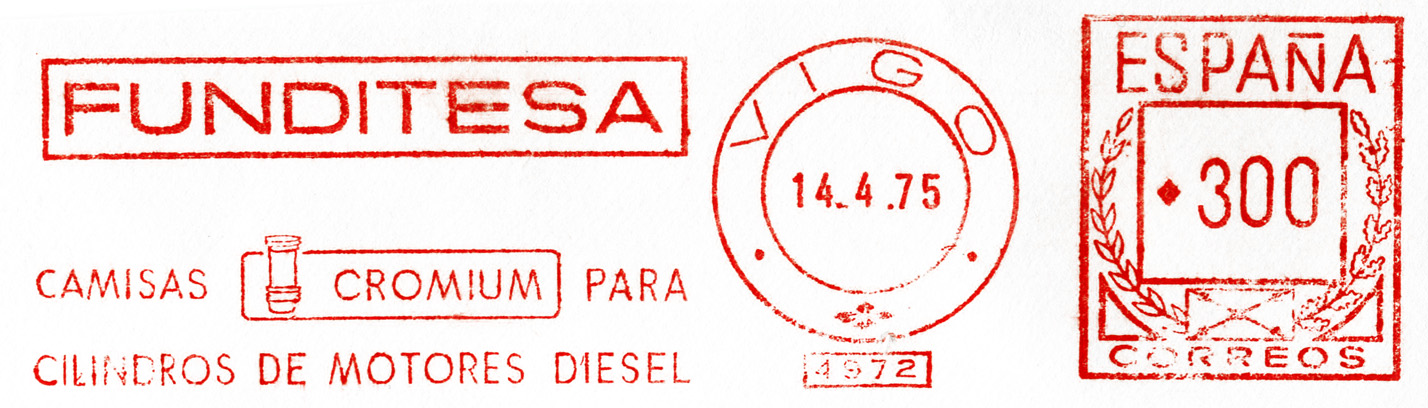 FUNDITESA
CAMISAS CROMIUM PARA
CILINDROS DE MOTORES DIESEL
VIGO
14.4.75
4972
ESPAÑA
300
CORREOS